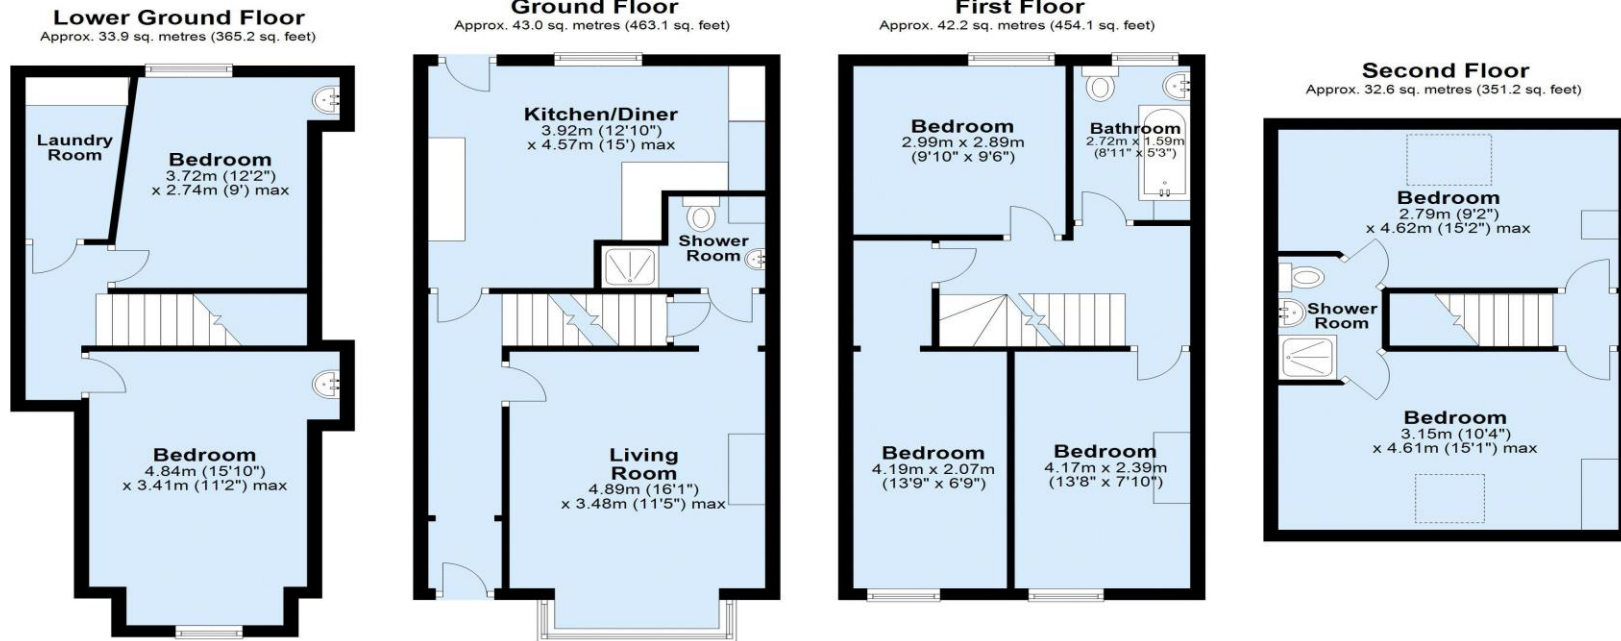 Lower Ground Floor
Approx. 33.9 sq. metres (365.2 sq. feet)
Laundry
Room
Bedroom
3.72m (12'2")
x 2.74m (9') max
Bedroom
4.84m (15'10")
x 3.41m (11'2") max
Ground Floor
Approx. 43.0 sq. metres (463.1 sq. feet)
Kitchen/Diner
3.92m (12'10")
x 4.57m (15') max
Shower
Room
Living
Room
4.89m (16'1")
x 3.48m (11'5") max
First Floor
Approx. 42.2 sq. metres (454.1 sq. feet)
Bedroom
2.99m x 2.89m
(9'10" x 9'6")
Bathroom
2.72m x 1.59m
(8'11" x 5'3")
Bedroom
4.19m x 2.07m
(13'9" x 6'9")
Bedroom
4.17m x 2.39m
(13'8" x 7'10")
Second Floor
Approx. 32.6 sq. metres (351.2 sq. feet)
Bedroom
2.79m (9'2")
x 4.62m (15'2") max
Shower
Room
Bedroom
3.15m (10'4")
x 4.61m (15'1") max